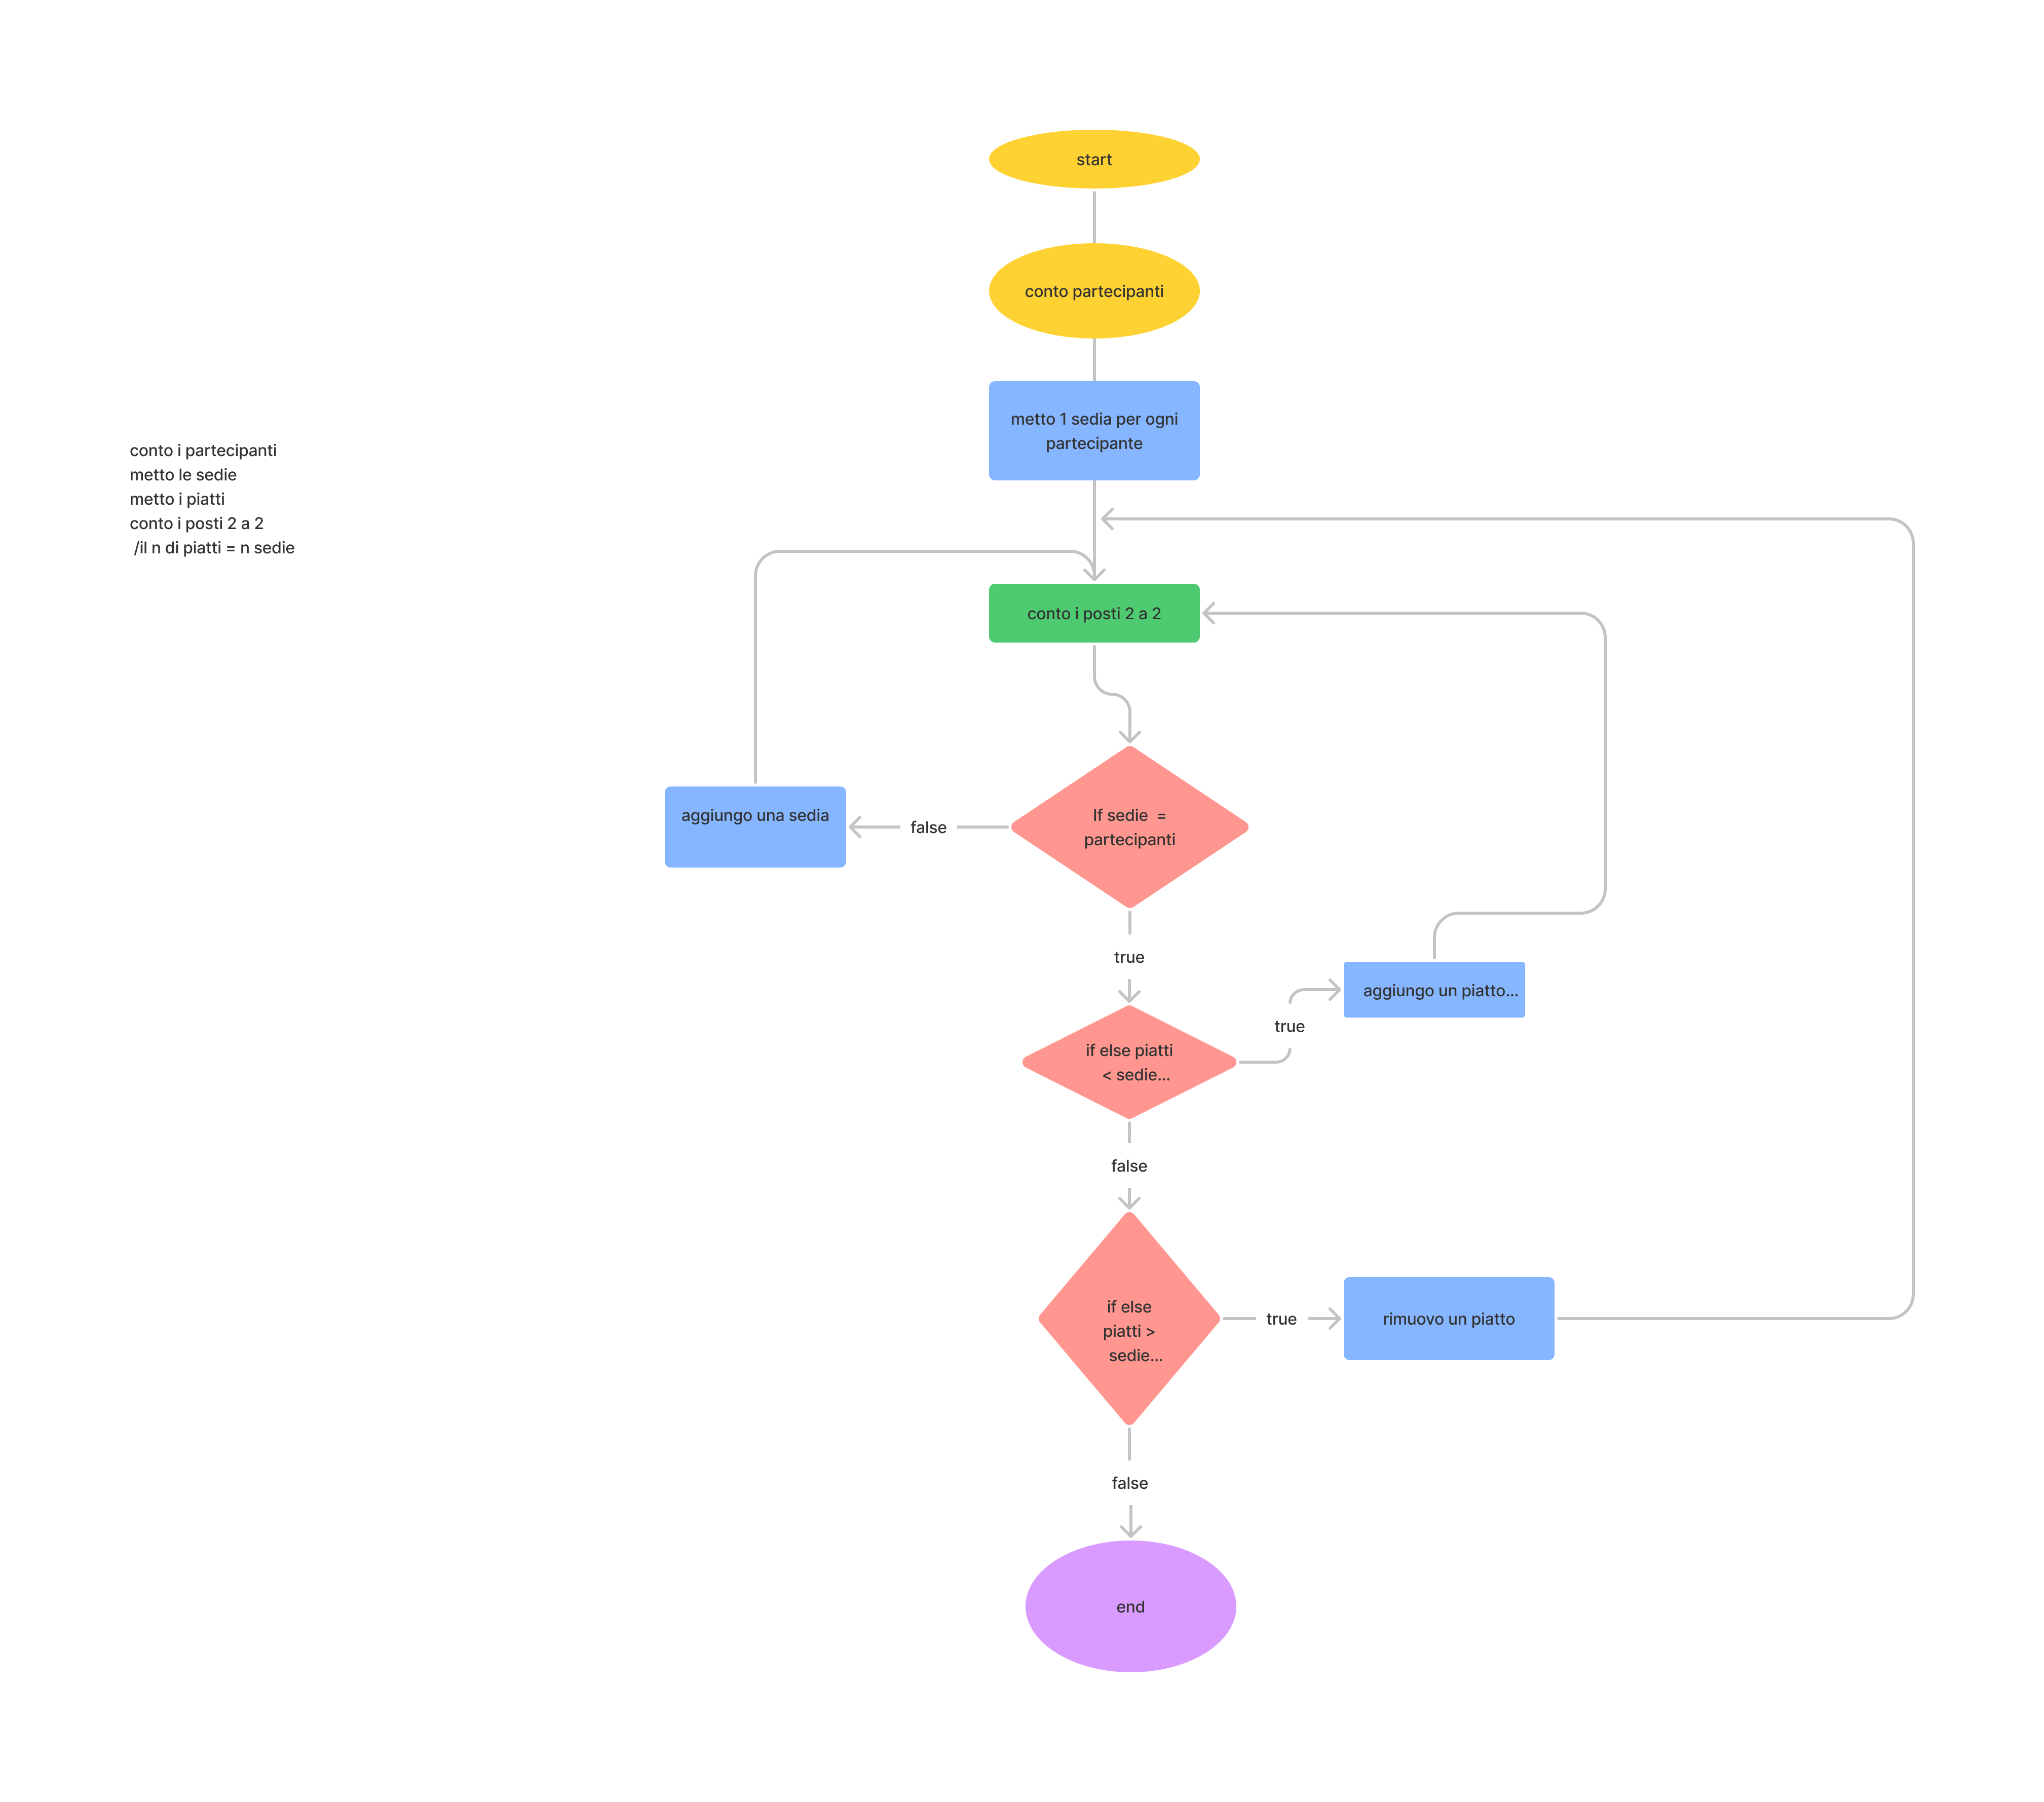 start
conto partecipanti
metto 1 sedia per ogni
partecipante
conto i partecipanti
metto le sedie
metto i piatti
conto i posti 2 a 2
/il n di piatti = n sedie
conto i posti 2 a 2
aggiungo una sedia
false
If sedie  =
partecipanti
true
aggiungo un piatto...
true
if else piatti
< sedie...
false
if else
piatti >
sedie...
true
rimuovo un piatto
false
end